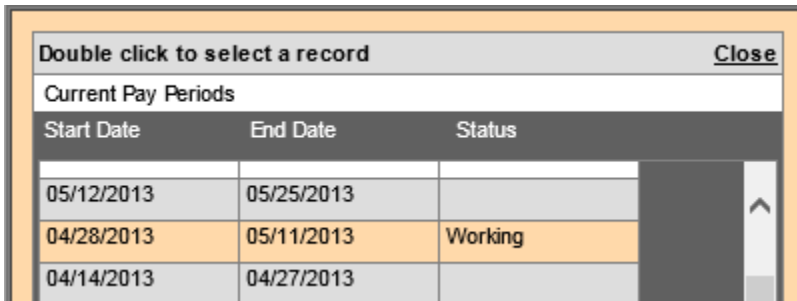 Double click to select a record Close
Current Pay Periods
Start Date End Date Status
05/12/2013 05/25/2013
04/28/2013 05/11/2013 Working
04/14/2013 04/27/2013